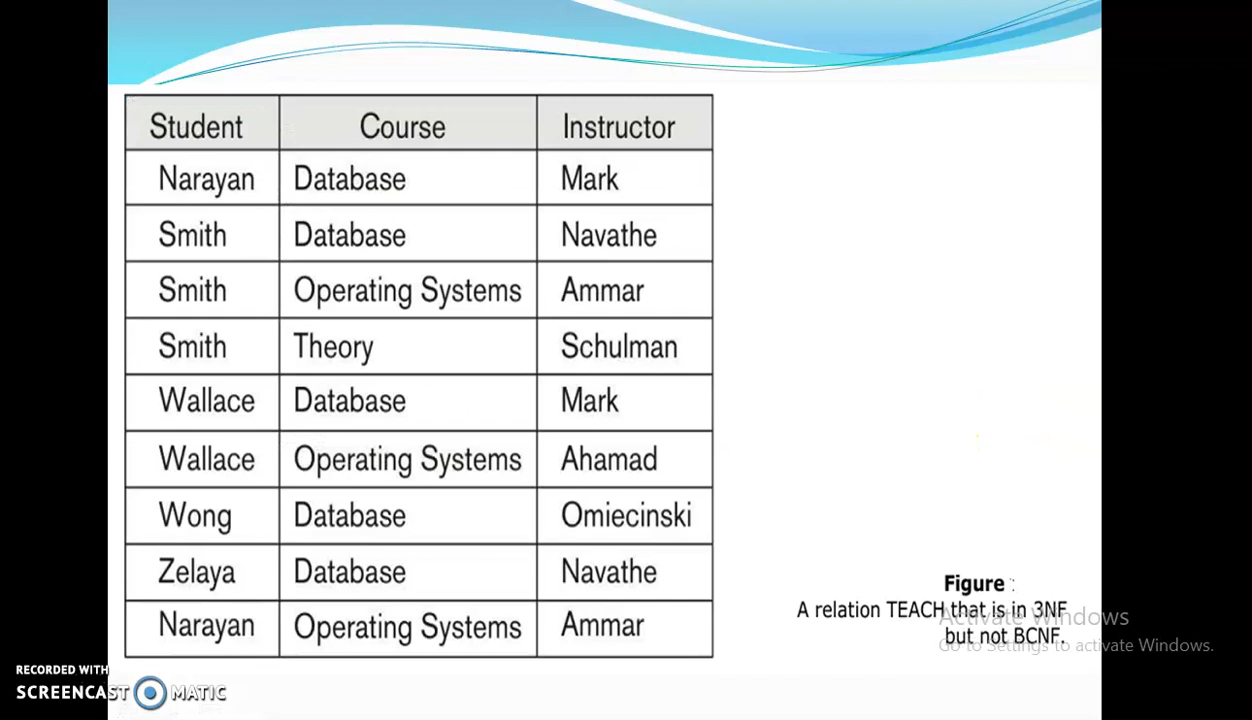 Student Course Instructor
Narayan Database Mark
Smith Database Navathe
Smith Operating Systems Ammar
Smith Theory Schulman
Wallace Database Mark
Wallace Operating Systems Ahamad
Wong Database Omiecinski
Zelaya Database Navathe
Narayan Operating Systems Ammar
Figure :
A relation TEACH that is in 3NF
but not BCNF.
Activate Windows
Go to Settings to activate Windows.
RECORDED WITH
SCREENCAST MATIC